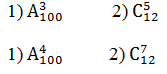 1) A³₁₀₀ 2) C⁵₁₂
1) A⁴₁₀₀ 2) C⁷₁₂